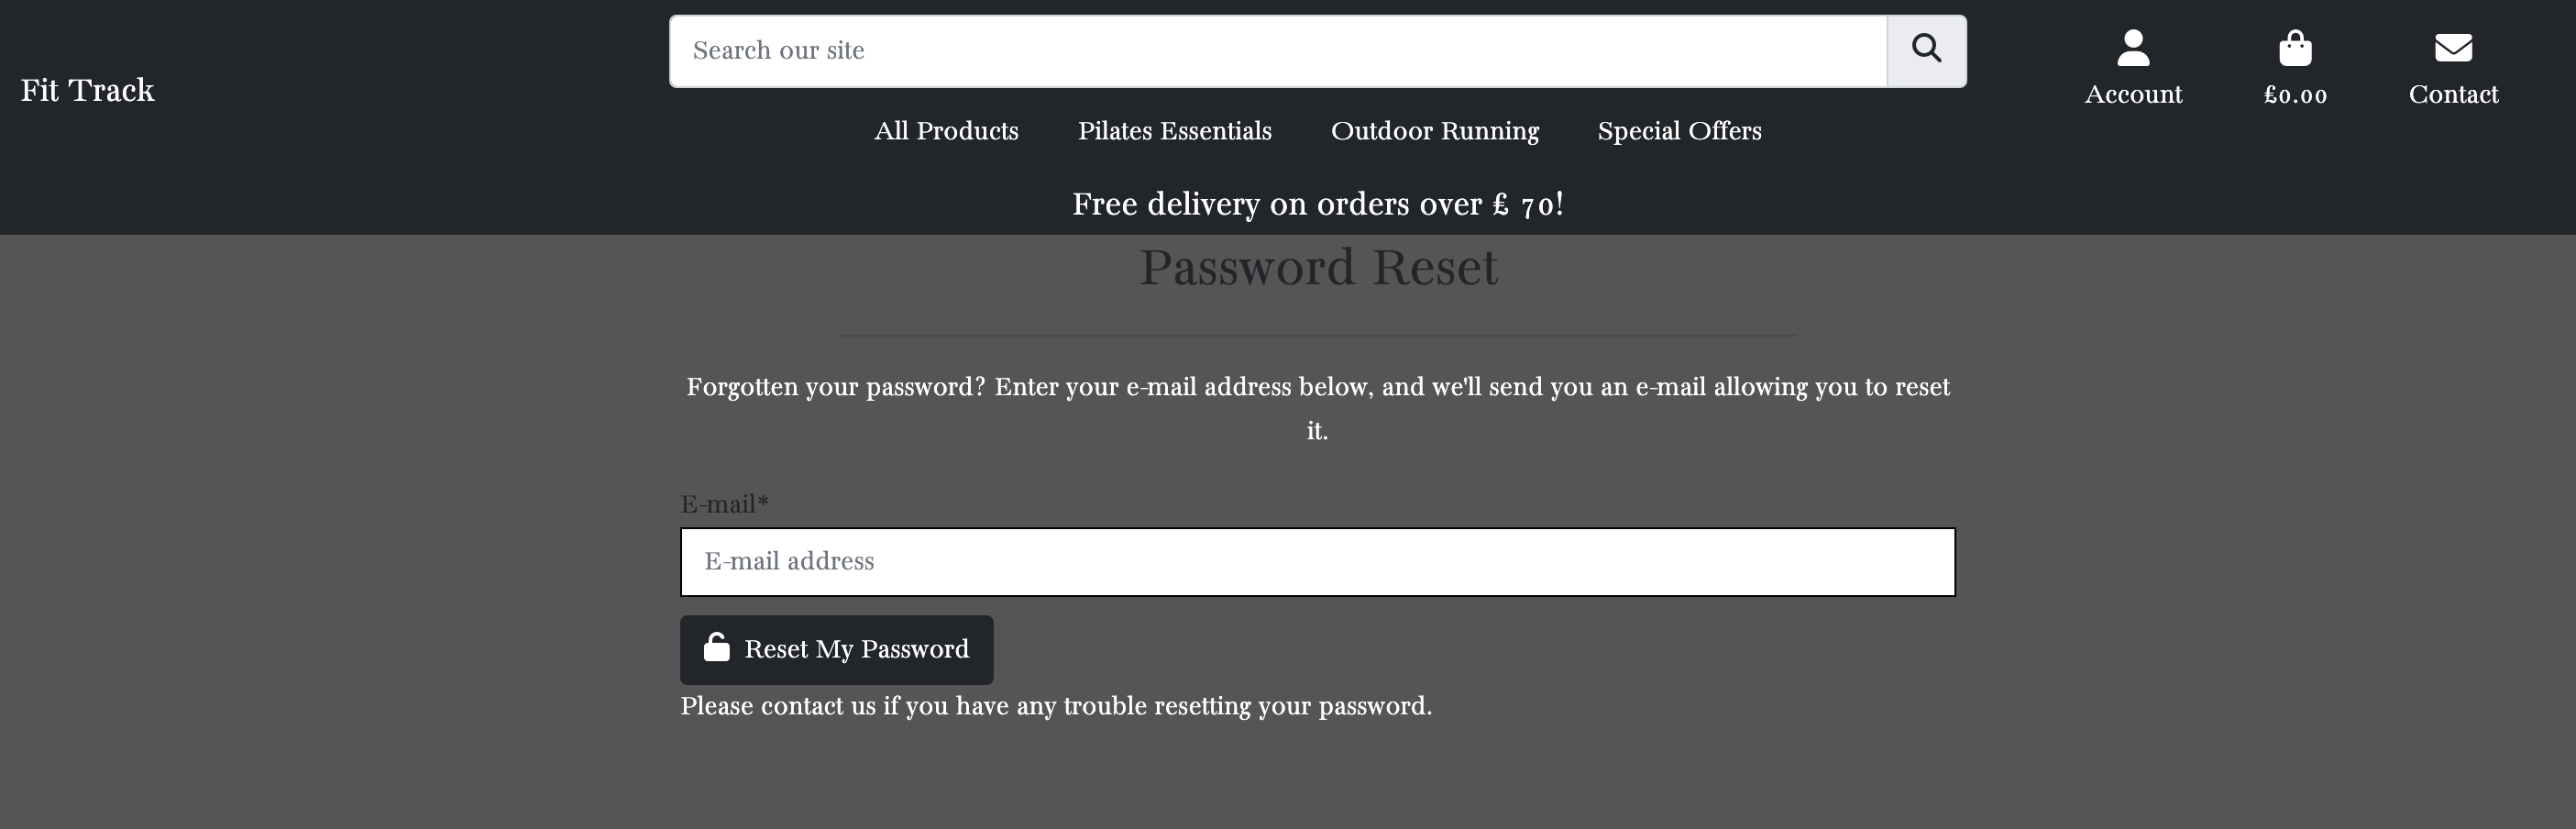 Fit Track
Search our site
Account
£0.00
Contact
All Products
Pilates Essentials
Outdoor Running
Special Offers
Free delivery on orders over £ 70!
Password Reset
Forgotten your password? Enter your e-mail address below, and we'll send you an e-mail allowing you to reset
it.
E-mail*
E-mail address
Reset My Password
Please contact us if you have any trouble resetting your password.